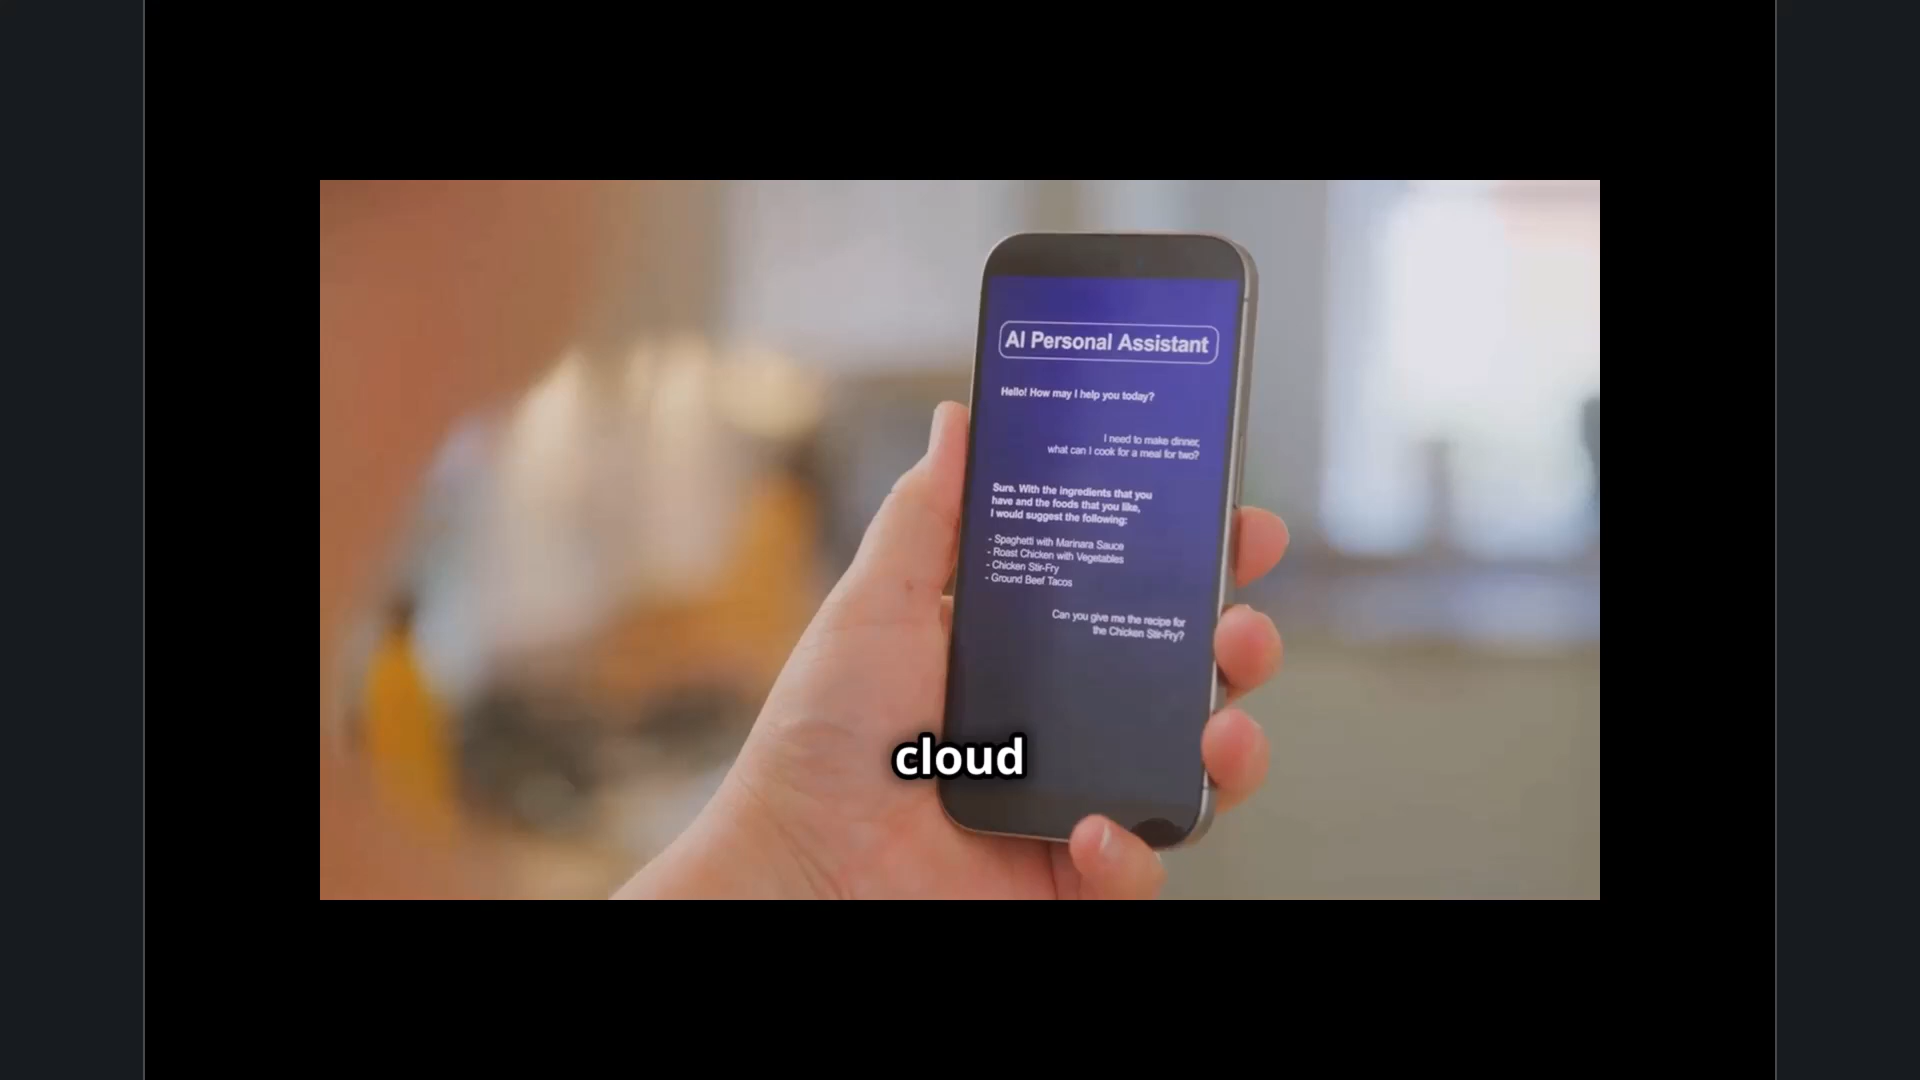 AI Personal Assistant
Hello! How may I help you today?
I need to make dinner,
what can I cook for a meal for two?
Sure. With the ingredients that you
have and the foods that you like,
I would suggest the following:
- Spaghetti with Marinara Sauce
- Roast Chicken with Vegetables
- Chicken Stir-Fry
- Ground Beef Tacos
Can you give me the recipe for
the Chicken Stir-Fry?
cloud